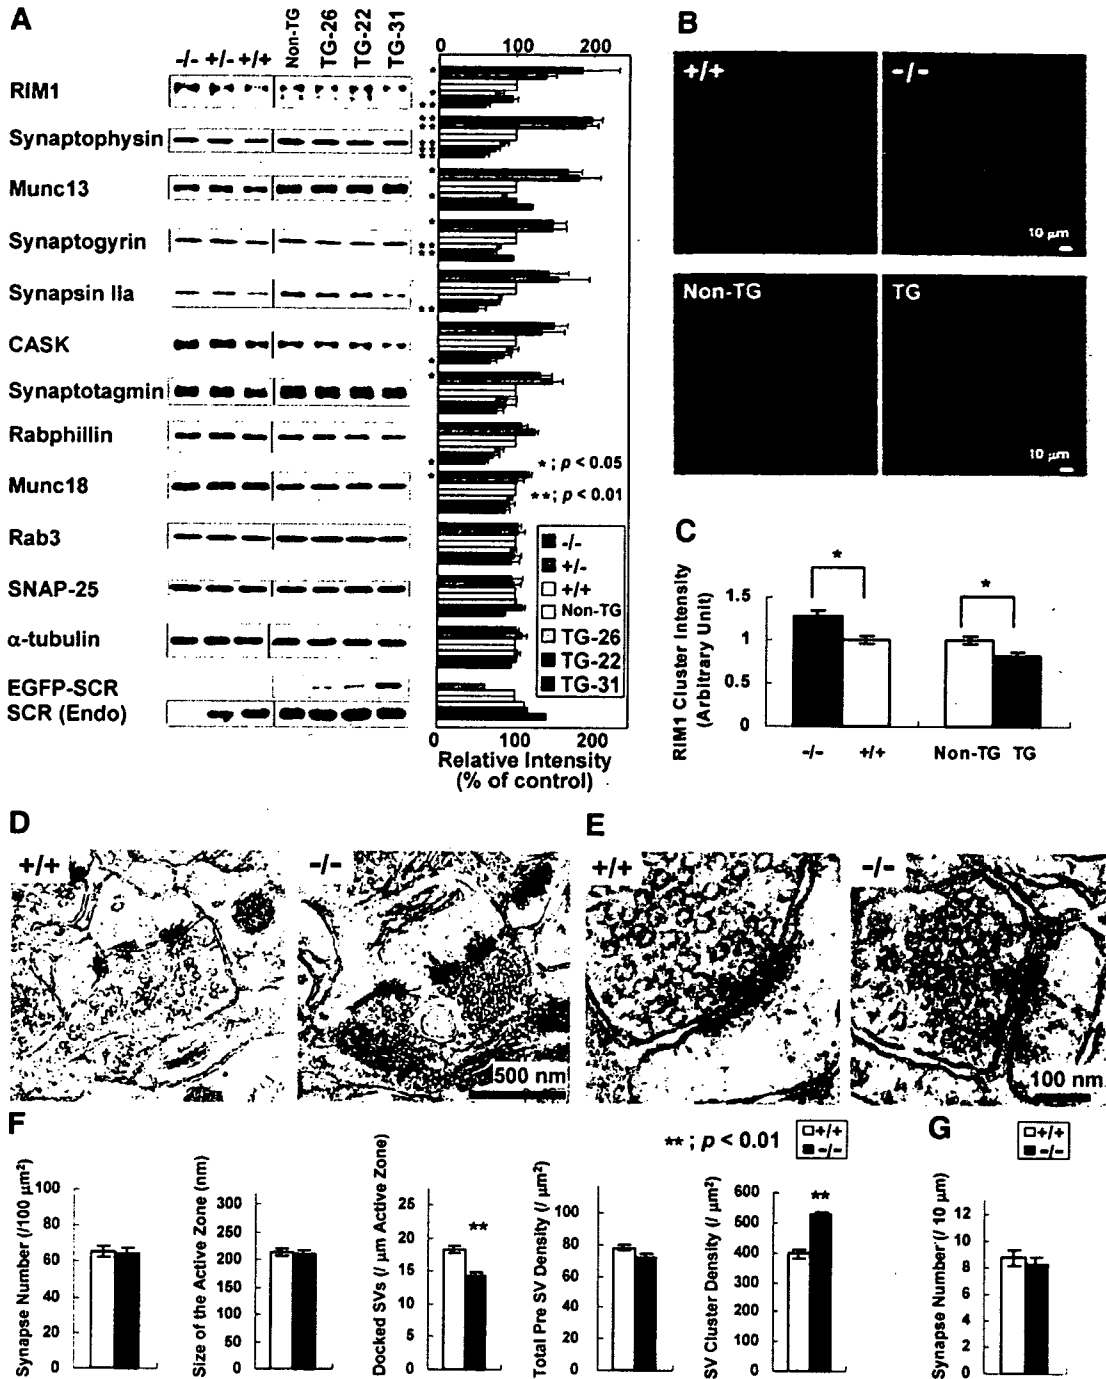 A
-/- +/- +/+ Non-TG TG-26 TG-22 TG-31
0 100 200
RIM1
Synaptophysin
Munc13
Synaptogyrin
Synapsin IIa
CASK
Synaptotagmin
Rabphillin
Munc18
Rab3
SNAP-25
α-tubulin
EGFP-SCR
SCR (Endo)
* ; p < 0.05
** ; p < 0.01
-/-
+/-
+/+
Non-TG
TG-26
TG-22
TG-31
0 100 200
Relative Intensity
(% of control)
B
+/+
-/-
10 μm
Non-TG
TG
10 μm
C
RIM1 Cluster Intensity
(Arbitrary Unit)
1.5
1
0.5
0
*
*
-/- +/+ Non-TG TG
D
+/+
-/-
500 nm
E
+/+
-/-
100 nm
F
** ; p < 0.01
+/+
-/-
Synapse Number (/100 μm²)
100
80
60
40
20
0
Size of the Active Zone (nm)
300
250
200
150
100
50
0
Docked SVs (/ μm Active Zone)
25
20
15
10
5
0
**
Total Pre SV Density (/ μm²)
100
80
60
40
20
0
SV Cluster Density (/ μm²)
600
500
400
300
200
100
0
**
G
+/+
-/-
Synapse Number (/ 10 μm)
12
10
8
6
4
2
0